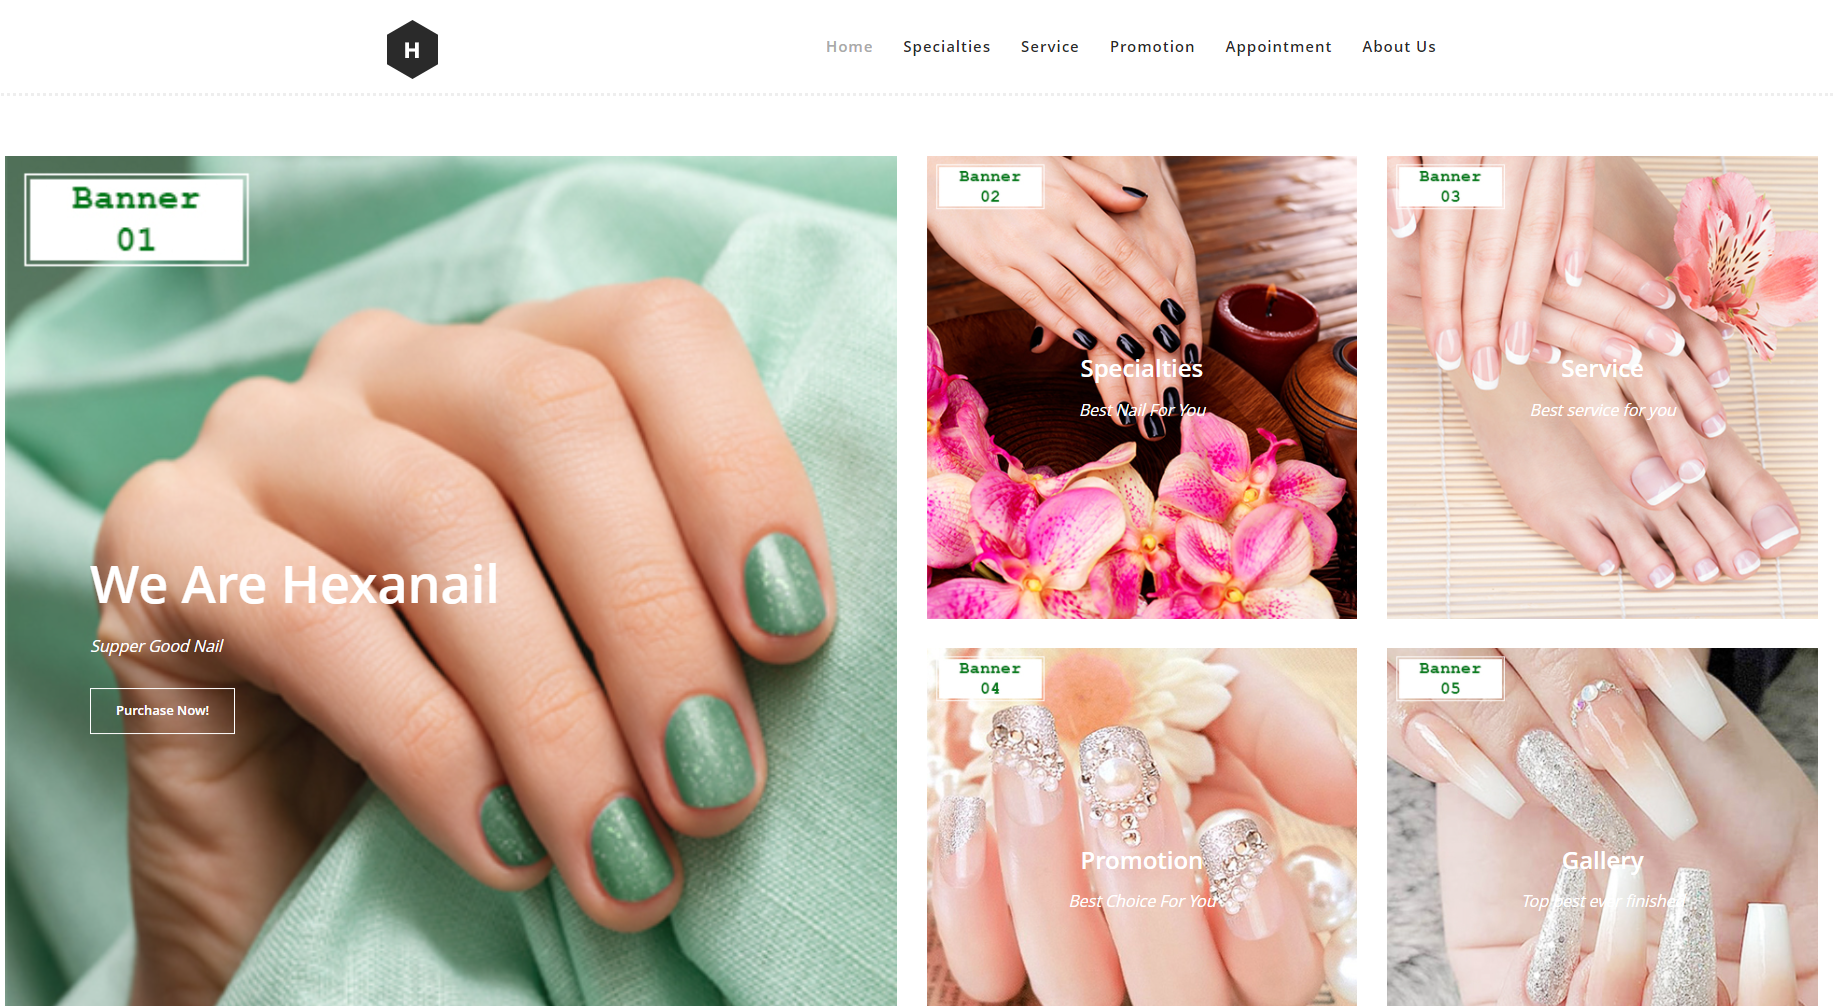 H
Home Specialties Service Promotion Appointment About Us
Banner
01
We Are Hexanail
Supper Good Nail
Purchase Now!
Banner
02
Specialties
Best Nail For You
Banner
03
Service
Best service for you
Banner
04
Promotion
Best Choice For You
Banner
05
Gallery
Top best ever finished